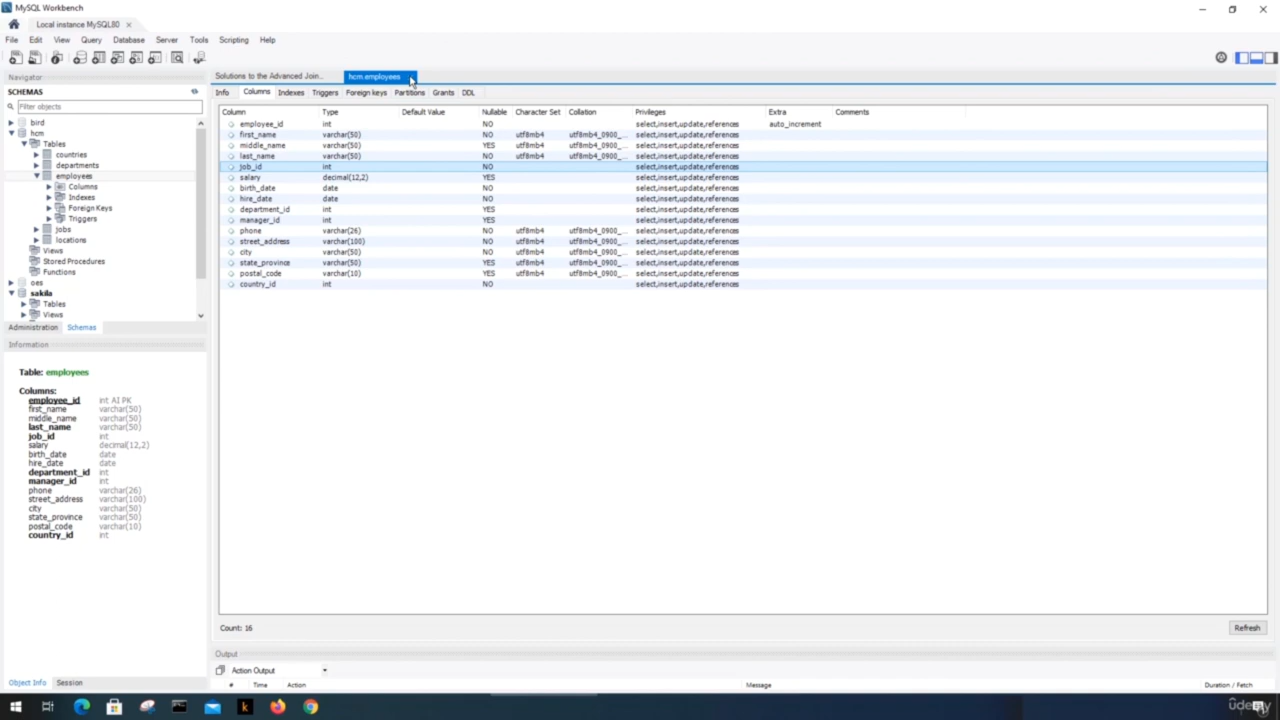 MySQL Workbench
Local instance MySQL80
File Edit View Query Database Server Tools Scripting Help
Navigator
SCHEMAS
Filter objects
bird
hcm
Tables
countries
departments
employees
Columns
Indexes
Foreign Keys
Triggers
jobs
locations
Views
Stored Procedures
Functions
oes
sakila
Tables
Views
Administration Schemas
Information
Table: employees
Columns:
employee_id int AI PK
first_name varchar(50)
middle_name varchar(50)
last_name varchar(50)
job_id int
salary decimal(12,2)
birth_date date
hire_date date
department_id int
manager_id int
phone varchar(26)
street_address varchar(100)
city varchar(50)
state_province varchar(50)
postal_code varchar(10)
country_id int
Object Info Session
Solutions to the Advanced Join... hcm.employees
Info Columns Indexes Triggers Foreign keys Partitions Grants DDL
Column Type Default Value Nullable Character Set Collation Privileges Extra Comments
employee_id int NO select,insert,update,references auto_increment
first_name varchar(50) NO utf8mb4 utf8mb4_0900_... select,insert,update,references
middle_name varchar(50) YES utf8mb4 utf8mb4_0900_... select,insert,update,references
last_name varchar(50) NO utf8mb4 utf8mb4_0900_... select,insert,update,references
job_id int NO select,insert,update,references
salary decimal(12,2) YES select,insert,update,references
birth_date date NO select,insert,update,references
hire_date date NO select,insert,update,references
department_id int YES select,insert,update,references
manager_id int YES select,insert,update,references
phone varchar(26) NO utf8mb4 utf8mb4_0900_... select,insert,update,references
street_address varchar(100) NO utf8mb4 utf8mb4_0900_... select,insert,update,references
city varchar(50) NO utf8mb4 utf8mb4_0900_... select,insert,update,references
state_province varchar(50) YES utf8mb4 utf8mb4_0900_... select,insert,update,references
postal_code varchar(10) YES utf8mb4 utf8mb4_0900_... select,insert,update,references
country_id int NO select,insert,update,references
Count: 16 Refresh
Output
Action Output
# Time Action Message Duration / Fetch
udemy